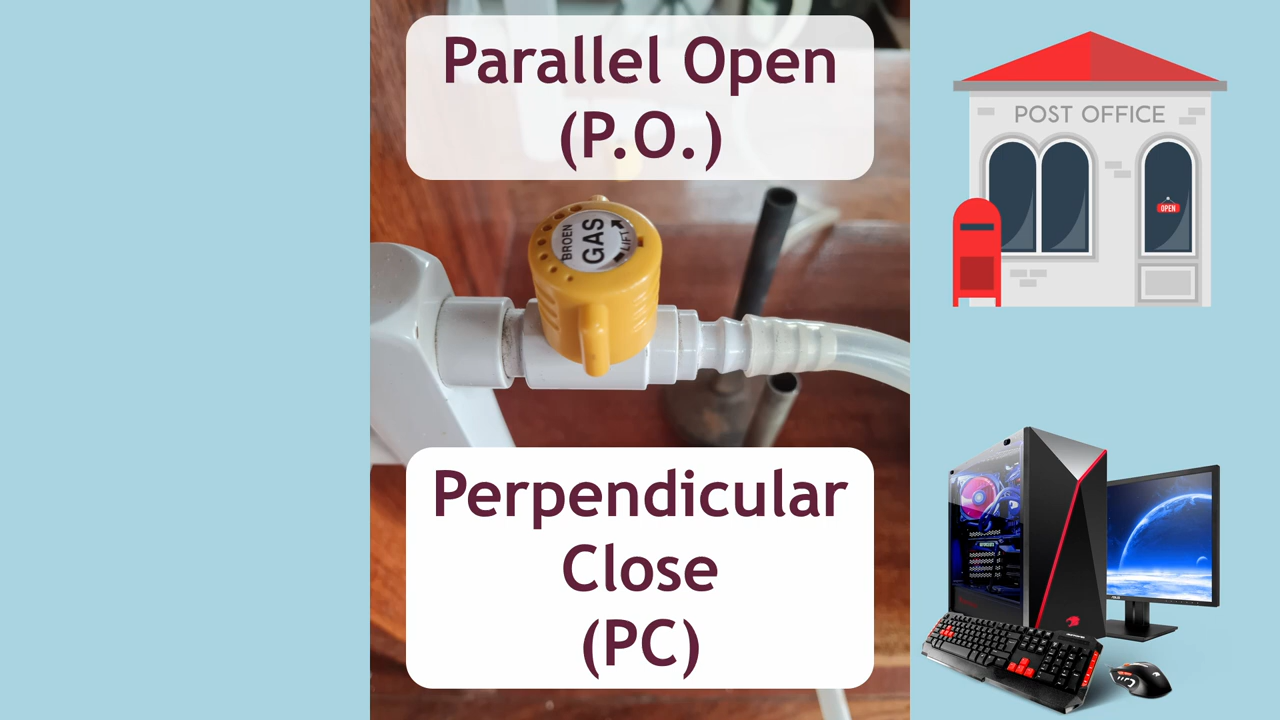 Parallel Open
(P.O.)
BROEN
GAS
LIFT
Perpendicular
Close
(PC)
POST OFFICE
OPEN